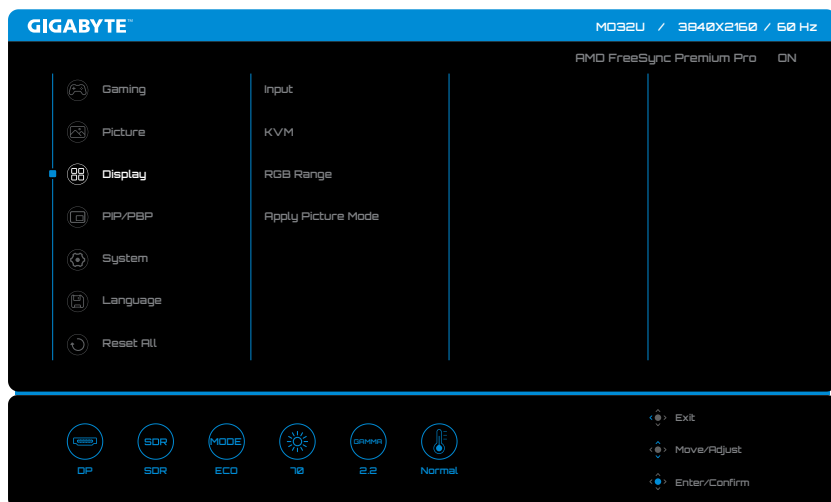 GIGABYTE™
MO32U / 3840X2160 / 60 Hz
AMD FreeSync Premium Pro ON
Gaming
Picture
Display
PIP/PBP
System
Language
Reset All
Input
KVM
RGB Range
Apply Picture Mode
SDR
MODE
GAMMA
DP
SDR
ECO
70
2.2
Normal
Exit
Move/Adjust
Enter/Confirm